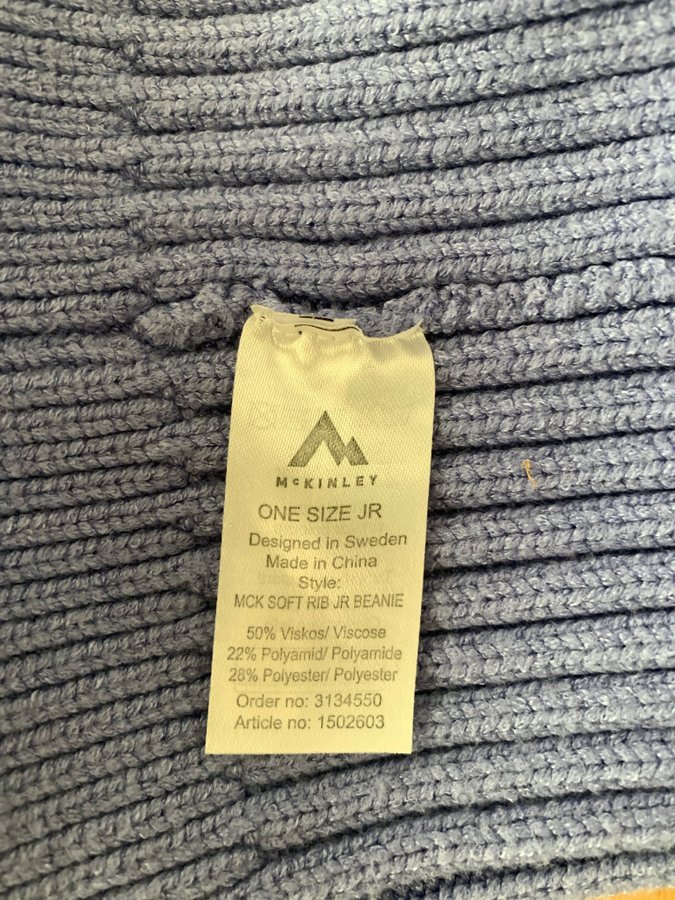 McKINLEY
ONE SIZE JR
Designed in Sweden
Made in China
Style:
MCK SOFT RIB JR BEANIE
50% Viskos/ Viscose
22% Polyamid/ Polyamide
28% Polyester/ Polyester
Order no: 3134550
Article no: 1502603